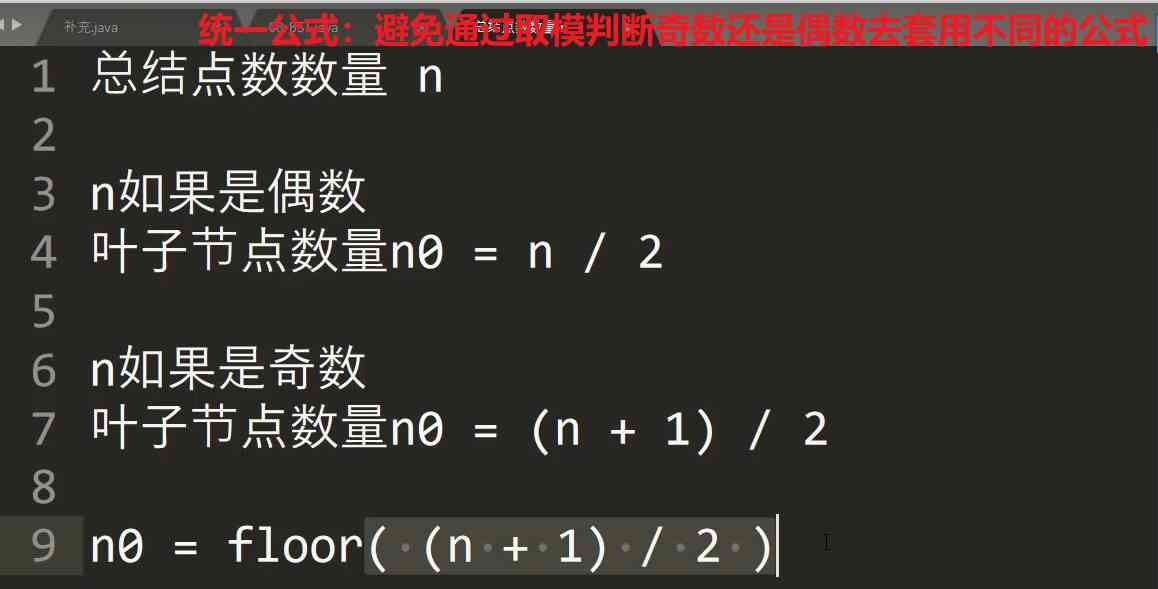 补充.java
统一公式：避免通过取模判断奇数还是偶数去套用不同的公式
1 总结点数数量 n
2
3 n如果是偶数
4 叶子节点数量n0 = n / 2
5
6 n如果是奇数
7 叶子节点数量n0 = (n + 1) / 2
8
9 n0 = floor( (n + 1) / 2 )